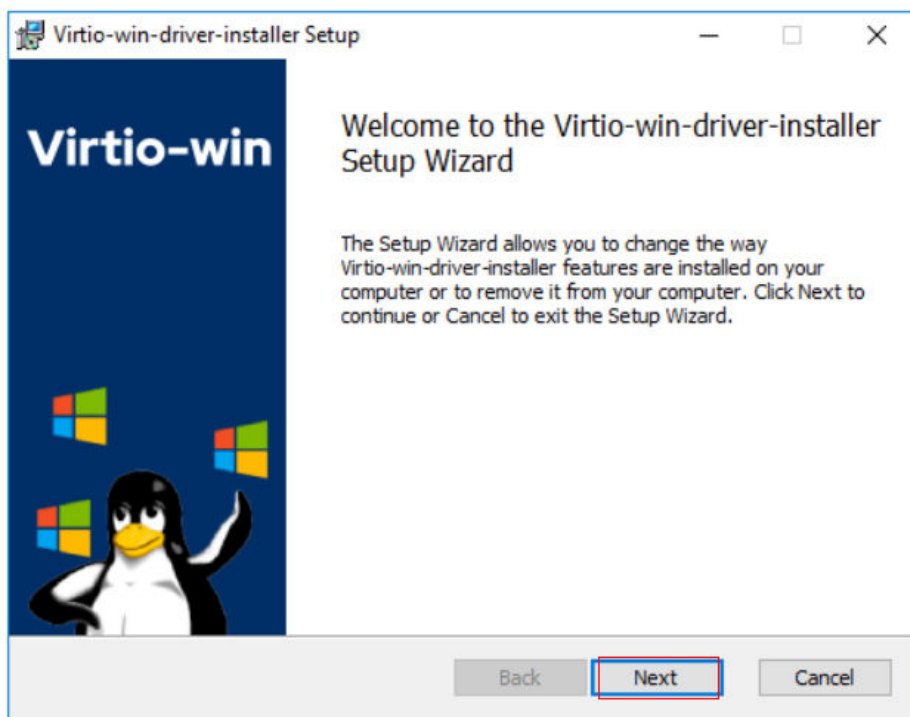 Virtio-win-driver-installer Setup
Virtio-win
Welcome to the Virtio-win-driver-installer
Setup Wizard
The Setup Wizard allows you to change the way
Virtio-win-driver-installer features are installed on your
computer or to remove it from your computer. Click Next to
continue or Cancel to exit the Setup Wizard.
Back
Next
Cancel